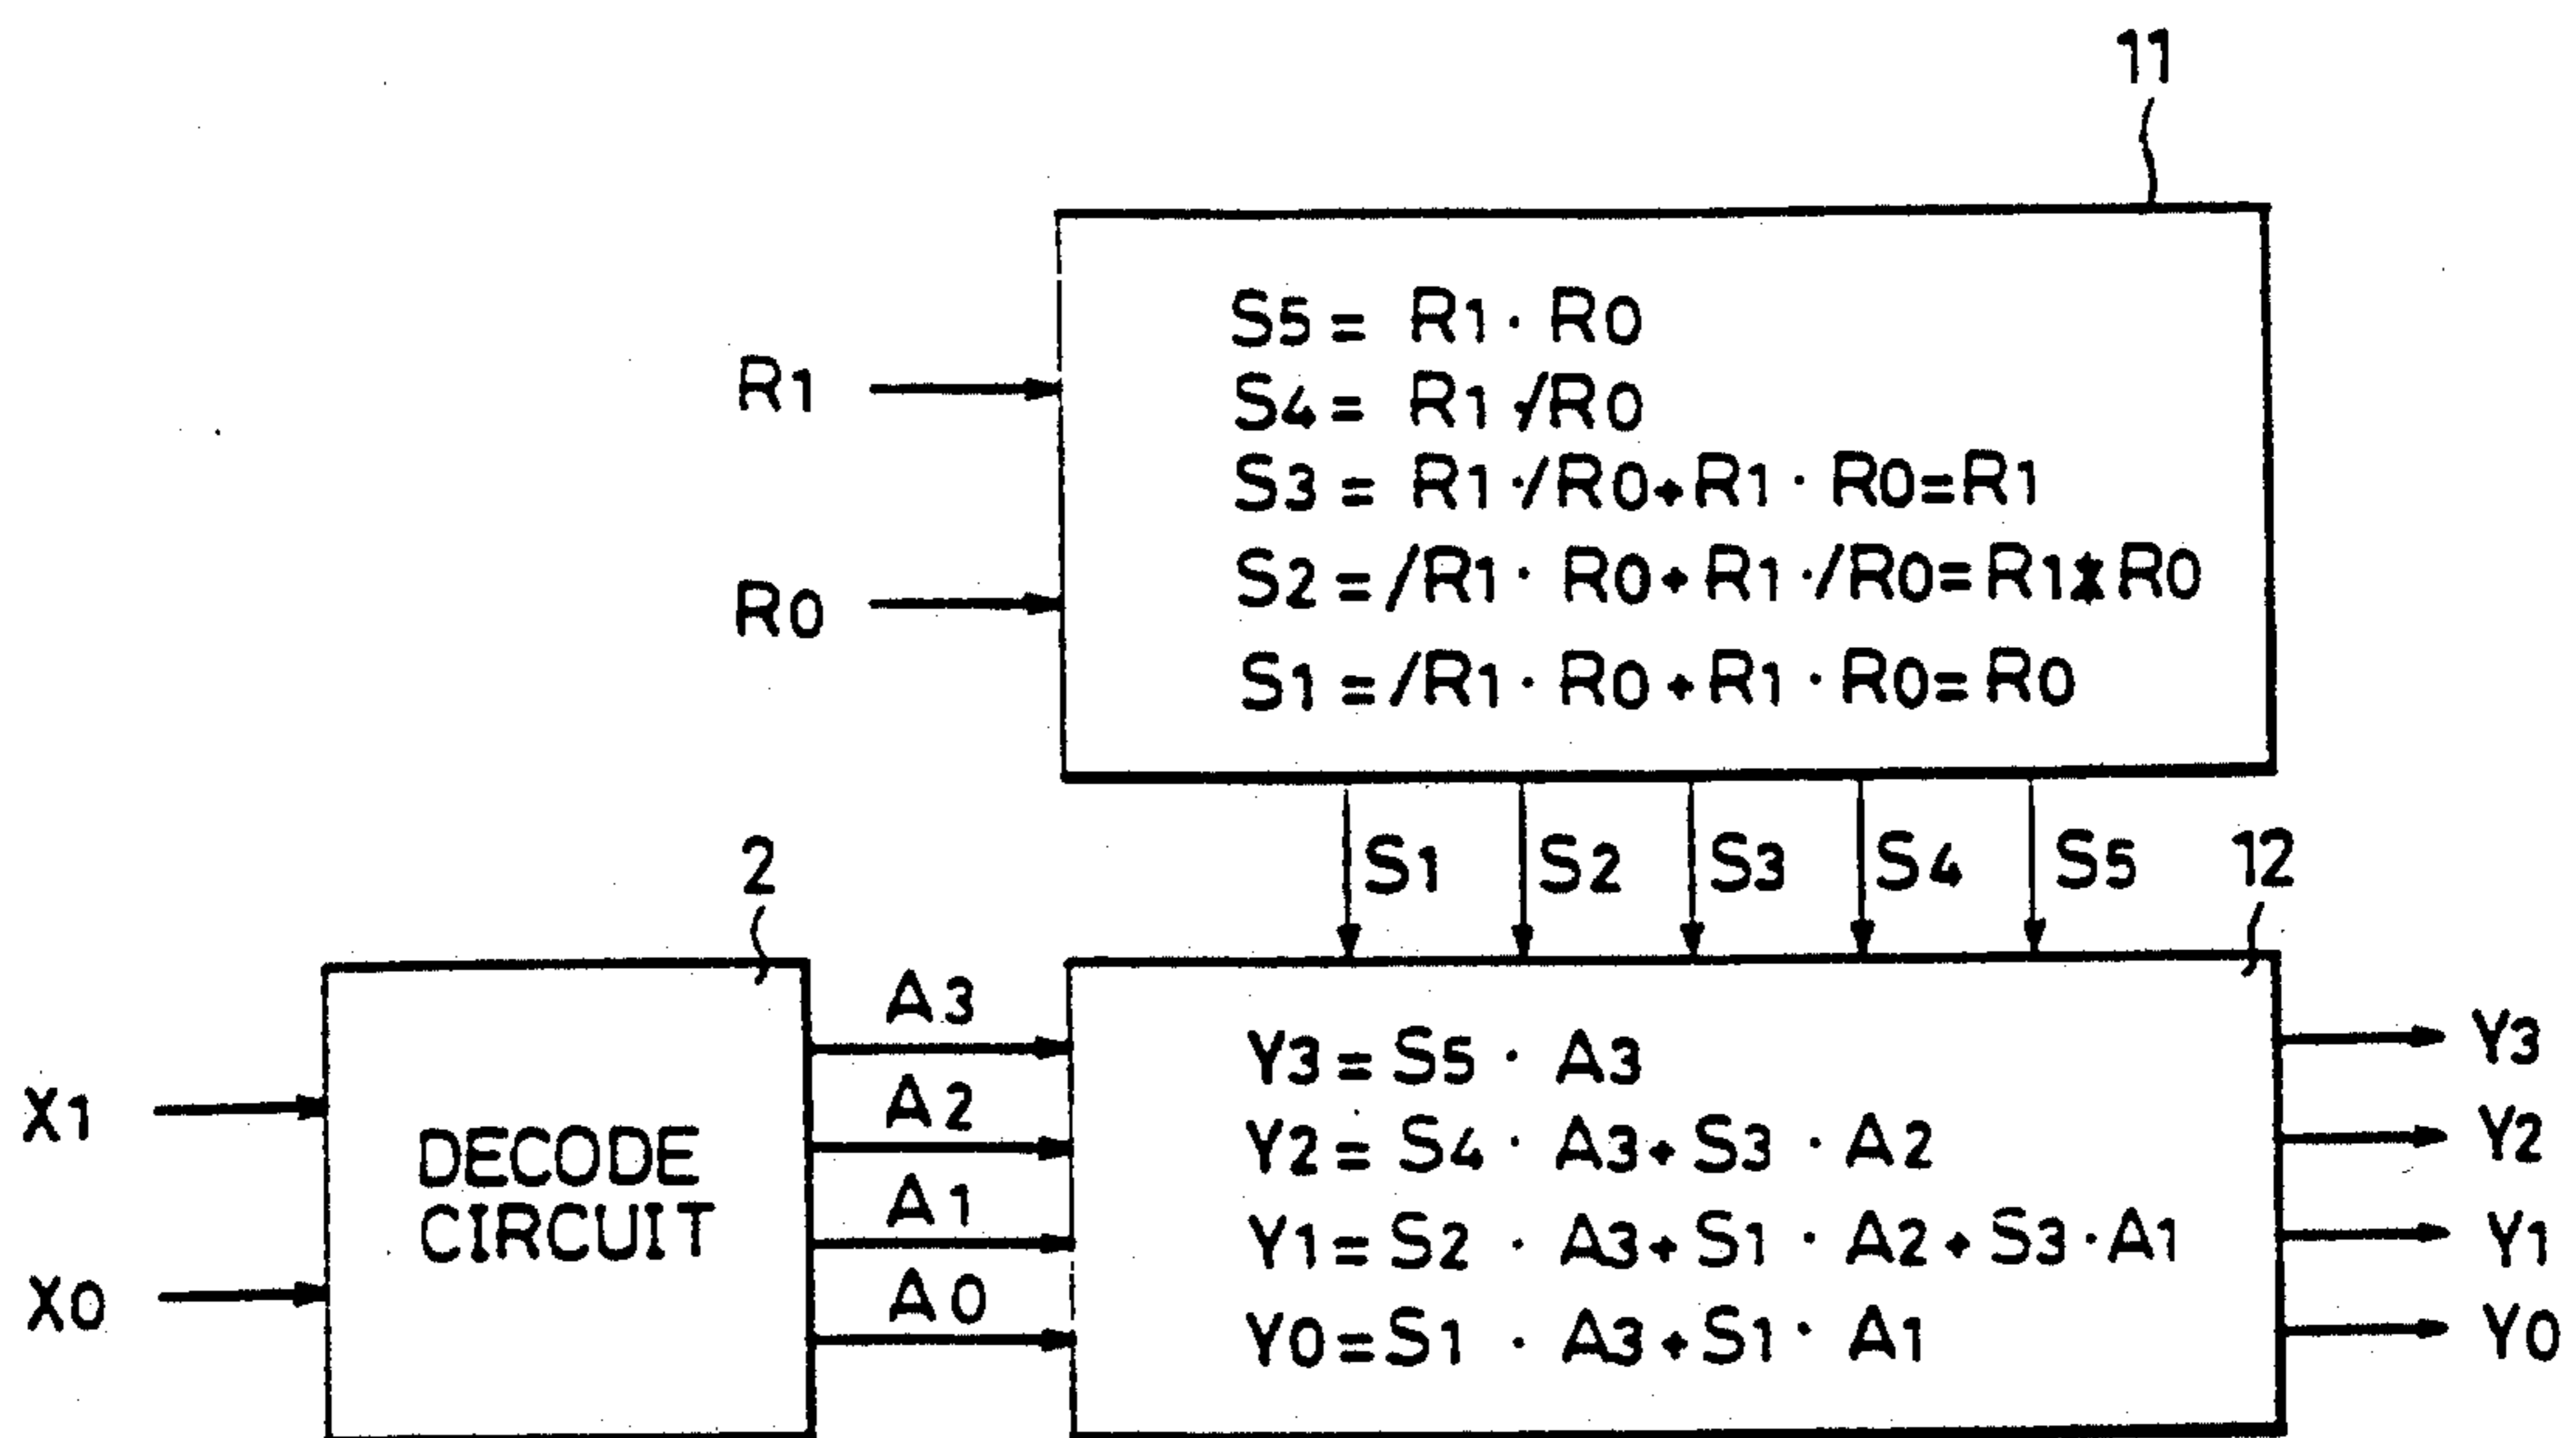 11
S5 = R1 · R0
S4 = R1 ·/R0
S3 = R1 ·/R0+R1 · R0=R1
S2 =/R1 · R0+R1 ·/R0=R1*R0
S1 =/R1 · R0+R1 · R0=R0
R1
R0
S1 S2 S3 S4 S5
2
12
A3
A2
A1
A0
X1
X0
DECODE
CIRCUIT
Y3 = S5 · A3
Y2 = S4 · A3+S3 · A2
Y1 = S2 · A3+S1 · A2+S3·A1
Y0=S1 · A3+S1 · A1
Y3
Y2
Y1
Y0